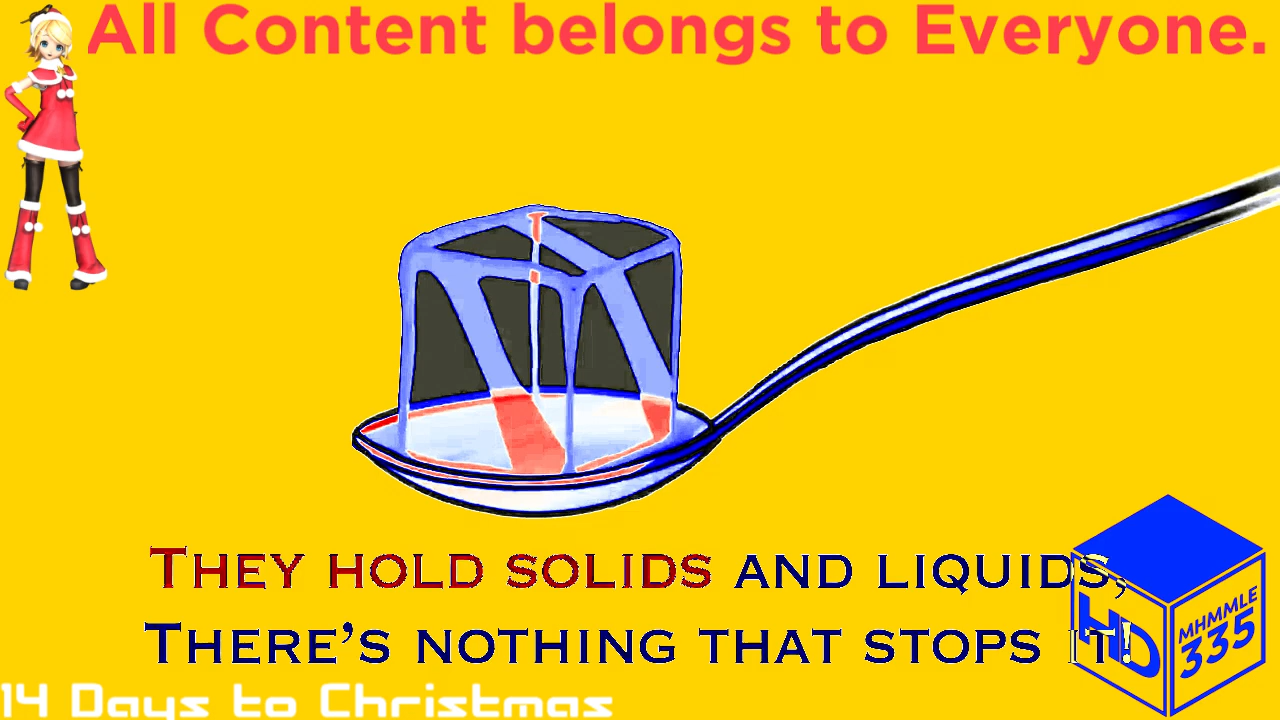 All Content belongs to Everyone.
THEY HOLD SOLIDS AND LIQUIDS,
THERE'S NOTHING THAT STOPS IT!
HD
MHMMLE
335
14 Days to Christmas